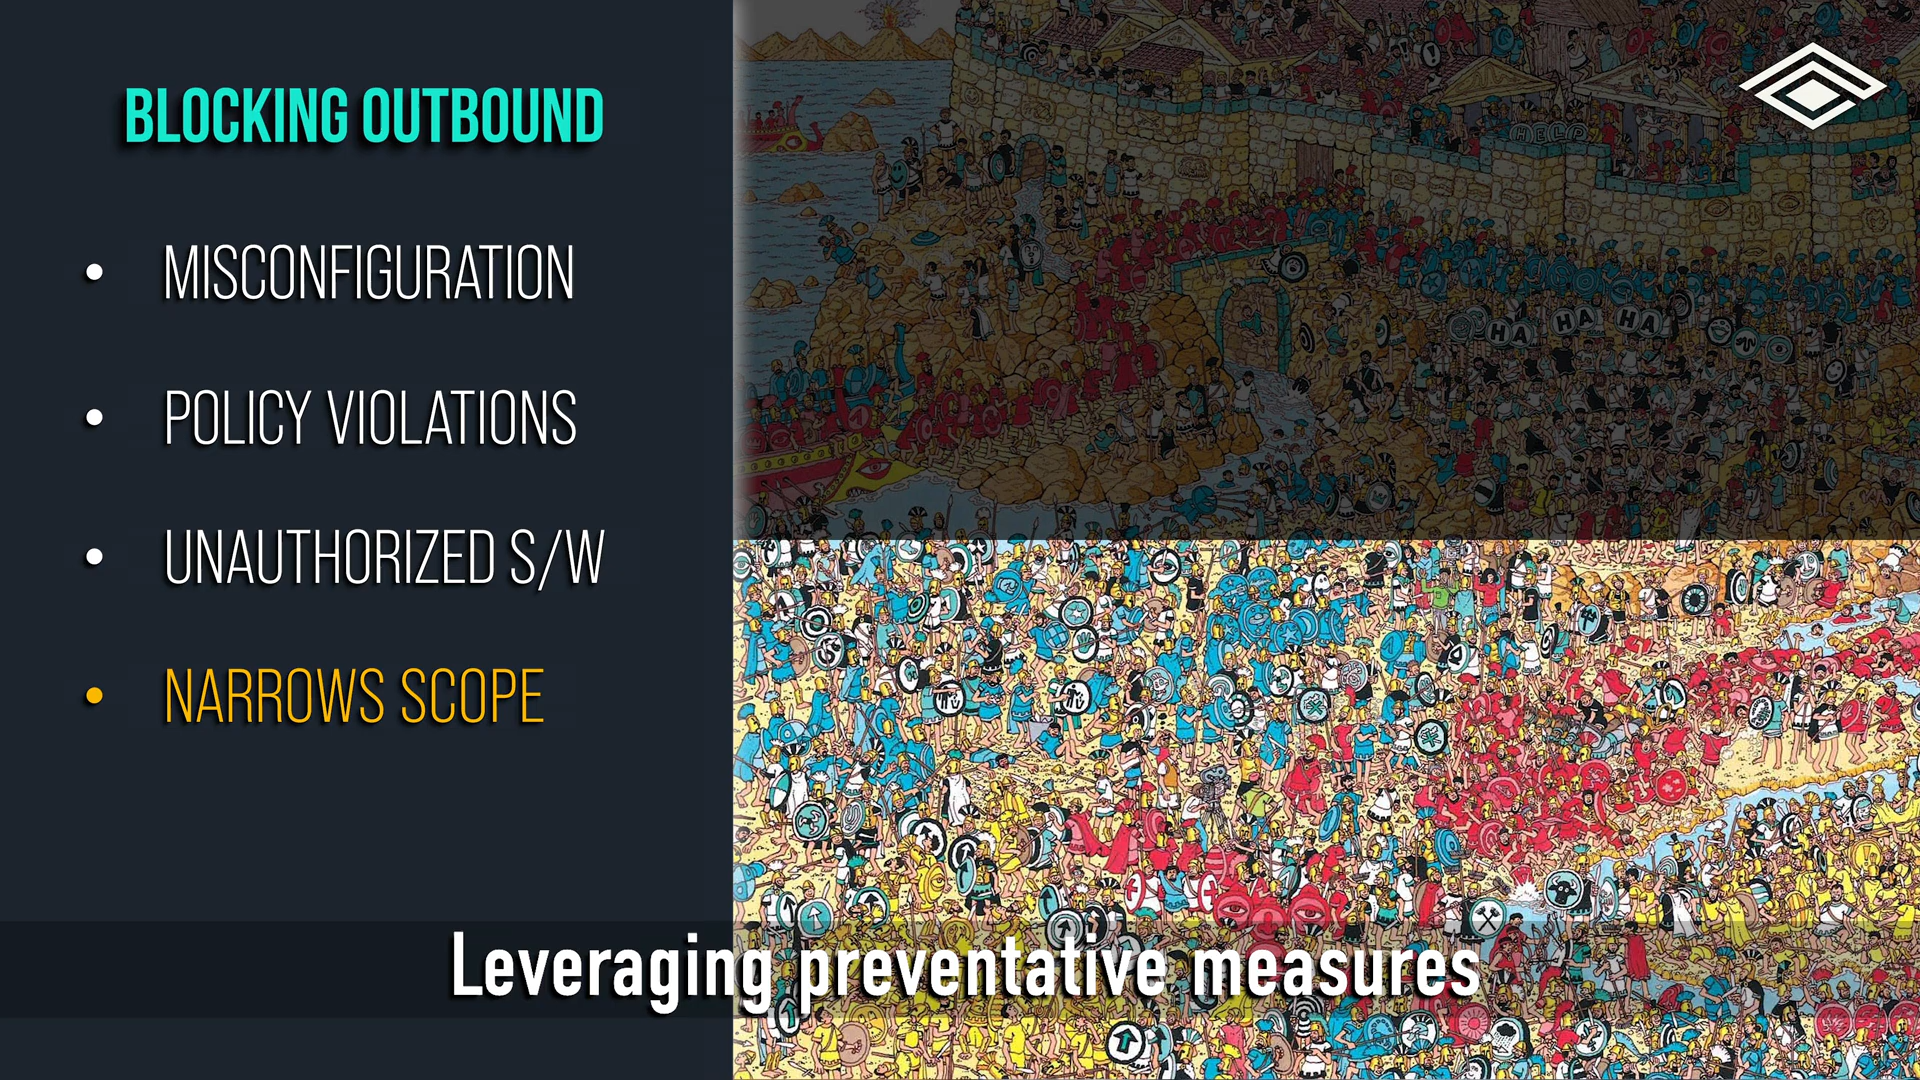 BLOCKING OUTBOUND
• MISCONFIGURATION
• POLICY VIOLATIONS
• UNAUTHORIZED S/W
• NARROWS SCOPE
HELP
HA HA HA
Leveraging preventative measures